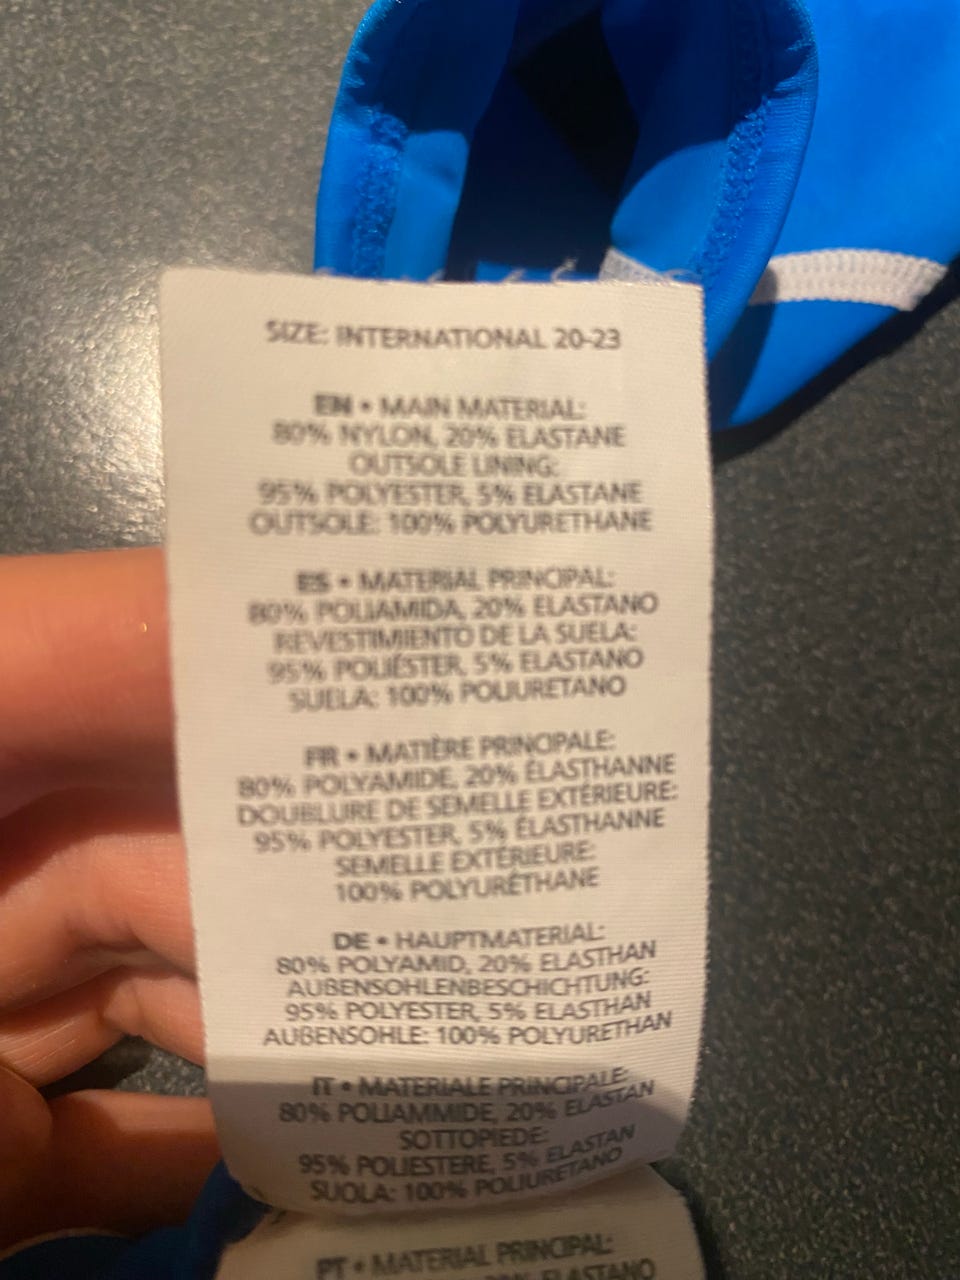 SIZE: INTERNATIONAL 20-23
EN • MAIN MATERIAL:
80% NYLON, 20% ELASTANE
OUTSOLE LINING:
95% POLYESTER, 5% ELASTANE
OUTSOLE: 100% POLYURETHANE
ES • MATERIAL PRINCIPAL:
80% POLIAMIDA, 20% ELASTANO
REVESTIMIENTO DE LA SUELA:
95% POLIÉSTER, 5% ELASTANO
SUELA: 100% POLIURETANO
FR • MATIÈRE PRINCIPALE:
80% POLYAMIDE, 20% ÉLASTHANNE
DOUBLURE DE SEMELLE EXTÉRIEURE:
95% POLYESTER, 5% ÉLASTHANNE
SEMELLE EXTÉRIEURE:
100% POLYURÉTHANE
DE • HAUPTMATERIAL:
80% POLYAMID, 20% ELASTHAN
AUßENSOHLENBESCHICHTUNG:
95% POLYESTER, 5% ELASTHAN
AUßENSOHLE: 100% POLYURETHAN
IT • MATERIALE PRINCIPALE:
80% POLIAMMIDE, 20% ELASTAN
SOTTOPIEDE:
95% POLIESTERE, 5% ELASTAN
SUOLA: 100% POLIURETANO
PT • MATERIAL PRINCIPAL:
20% ELASTANO